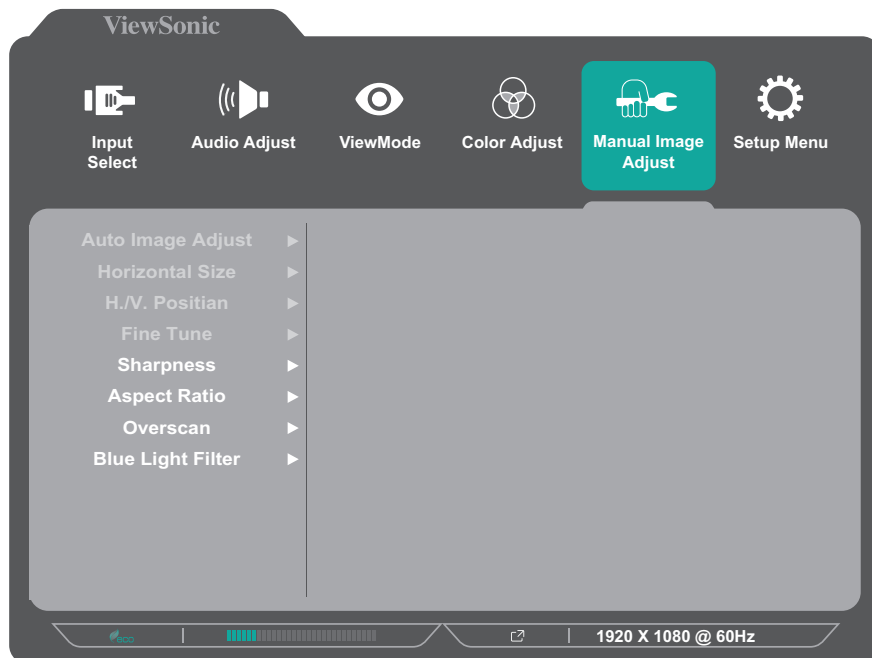 ViewSonic
Input
Select
Audio Adjust
ViewMode
Color Adjust
Manual Image
Adjust
Setup Menu
Auto Image Adjust
Horizontal Size
H./V. Positian
Fine Tune
Sharpness
Aspect Ratio
Overscan
Blue Light Filter
eco
1920 X 1080 @ 60Hz